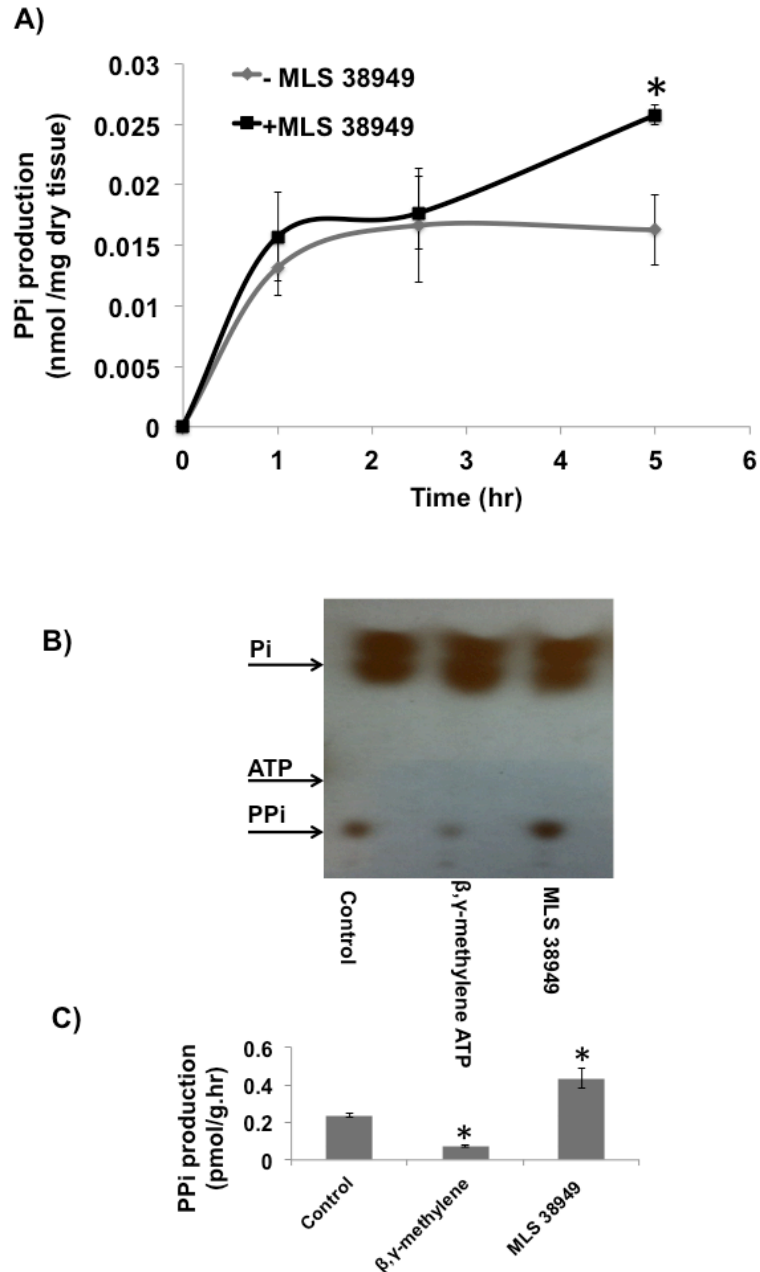 A)
PPi production
(nmol /mg dry tissue)
0.03
0.025
0.02
0.015
0.01
0.005
0
- MLS 38949
+MLS 38949
*
0 1 2 3 4 5 6
Time (hr)
B)
Pi
ATP
PPi
Control
β,γ-methylene ATP
MLS 38949
C)
PPi production
(pmol/g.hr)
0.6
0.4
0.2
0
*
*
Control
β,γ-methylene
MLS 38949